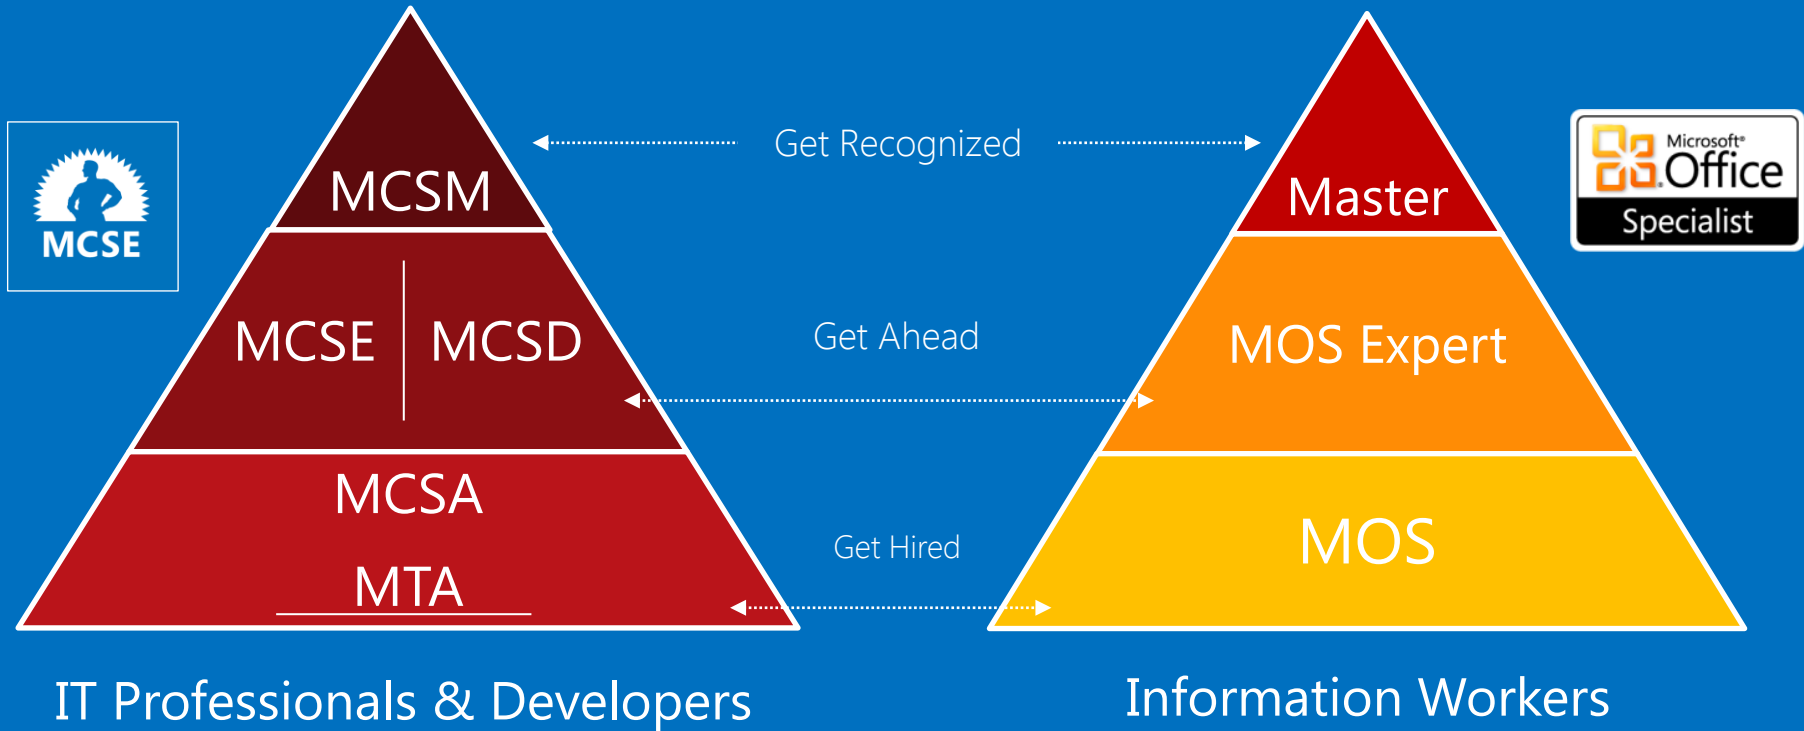 MCSE
MCSM
MCSE
MCSD
MCSA
MTA
IT Professionals & Developers
Get Recognized
Get Ahead
Get Hired
Master
MOS Expert
MOS
Information Workers
Microsoft®
Office
Specialist